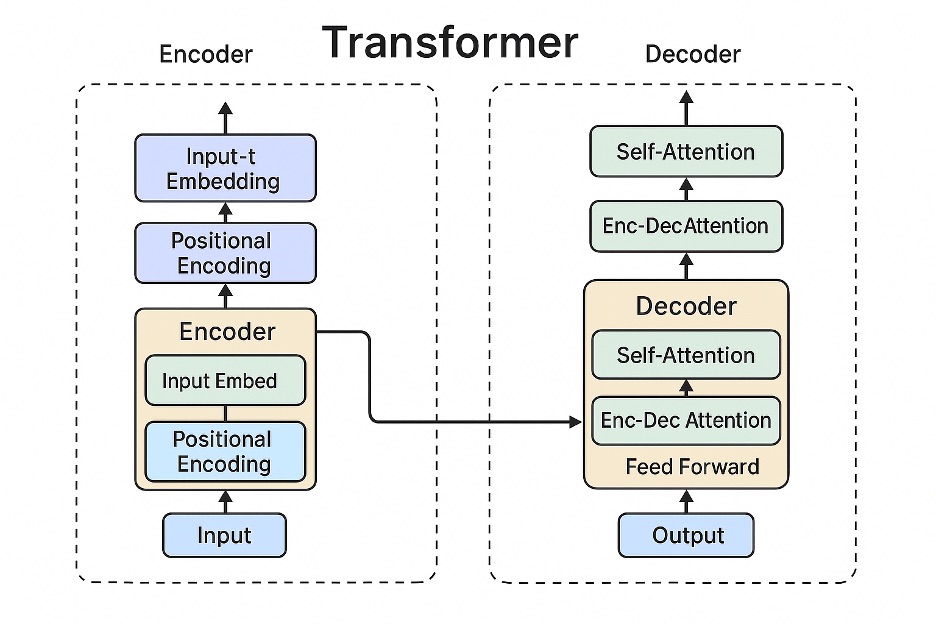 Transformer
Encoder
Input-t
Embedding
Positional
Encoding
Encoder
Input Embed
Positional
Encoding
Input
Decoder
Self-Attention
Enc-DecAttention
Decoder
Self-Attention
Enc-Dec Attention
Feed Forward
Output